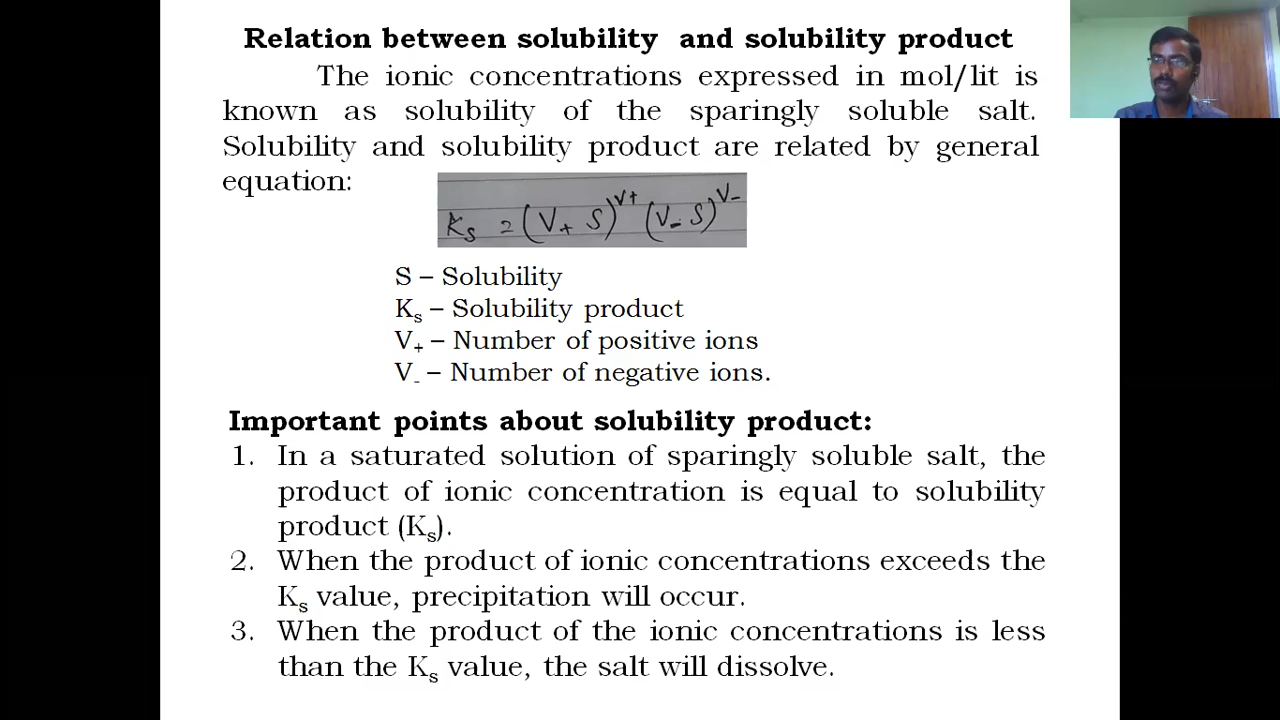 Relation between solubility and solubility product
The ionic concentrations expressed in mol/lit is
known as solubility of the sparingly soluble salt.
Solubility and solubility product are related by general
equation:
Ks = (V+ S)^V+ (V- S)^V-
S – Solubility
Ks – Solubility product
V+ – Number of positive ions
V- – Number of negative ions.
Important points about solubility product:
1. In a saturated solution of sparingly soluble salt, the
product of ionic concentration is equal to solubility
product (Ks).
2. When the product of ionic concentrations exceeds the
Ks value, precipitation will occur.
3. When the product of the ionic concentrations is less
than the Ks value, the salt will dissolve.